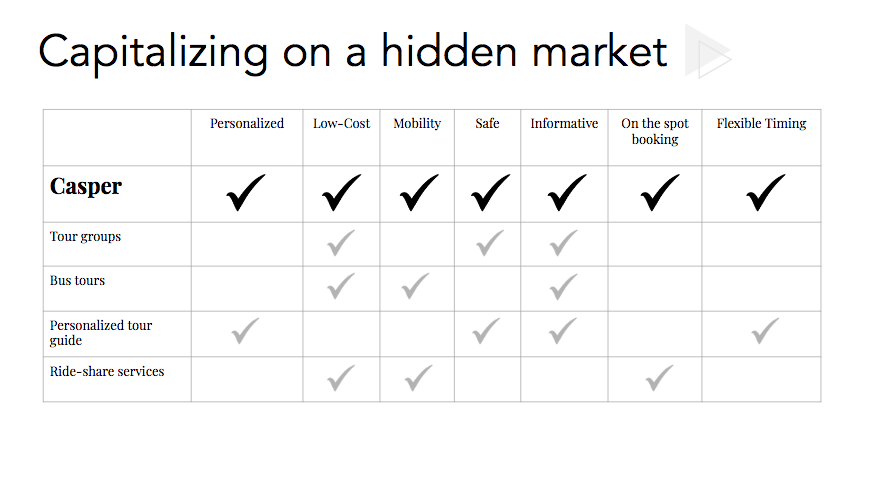 Capitalizing on a hidden market
Personalized Low-Cost Mobility Safe Informative On the spot booking Flexible Timing
Casper
Tour groups
Bus tours
Personalized tour
guide
Ride-share services